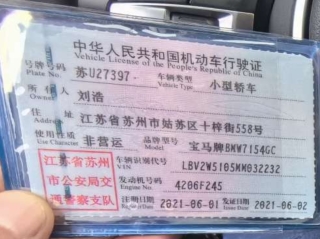 中华人民共和国机动车行驶证
Vehicle License of the People's Republic of China
号牌号码 苏U27397 车辆类型 小型轿车
Plate No. Vehicle Type
所有人 刘浩
Owner
住址 江苏省苏州市姑苏区十梓街558号
使用性质 非营运 品牌型号 宝马牌BMW7154GC
江苏省苏州市公安局交通警察支队
车辆识别代号 LBV2W5105MM032232
VIN
发动机号码 4206F245
Engine No.
注册日期 2021-06-01 发证日期 2021-06-02
Register Date Issue Date